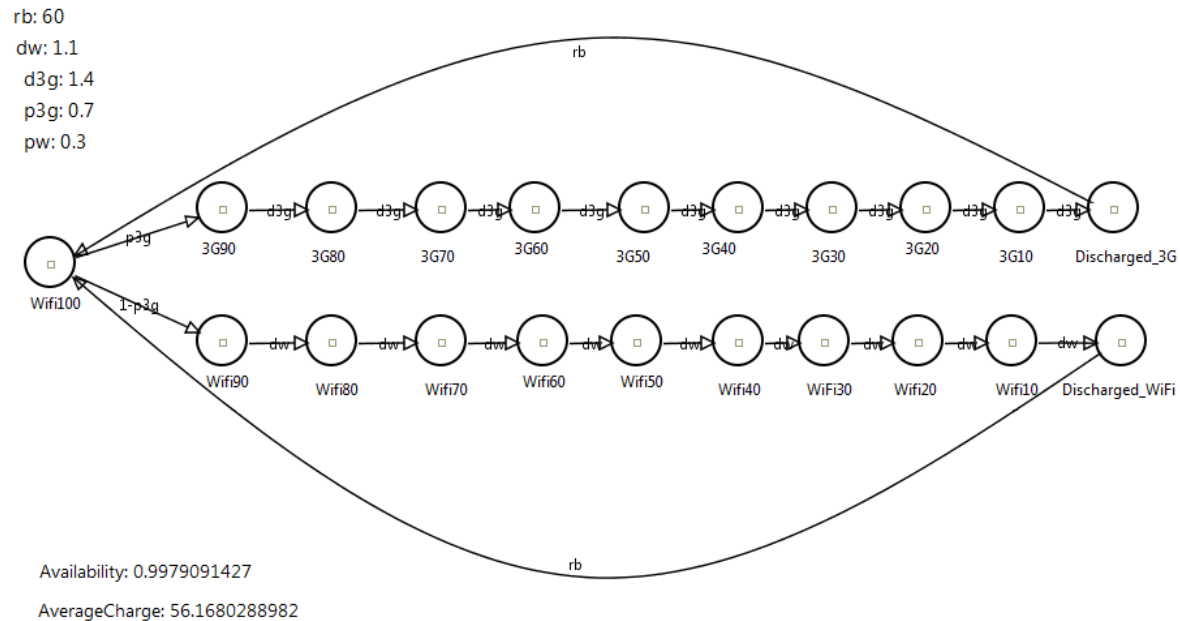 rb: 60
dw: 1.1
d3g: 1.4
p3g: 0.7
pw: 0.3
rb
d3g d3g d3g d3g d3g d3g d3g d3g d3g
p3g
3G90 3G80 3G70 3G60 3G50 3G40 3G30 3G20 3G10 Discharged_3G
Wifi100
1-p3g
dw dw dw dw dw dw dw dw dw
Wifi90 Wifi80 Wifi70 Wifi60 Wifi50 Wifi40 WiFi30 Wifi20 Wifi10 Discharged_WiFi
rb
Availability: 0.9979091427
AverageCharge: 56.1680288982